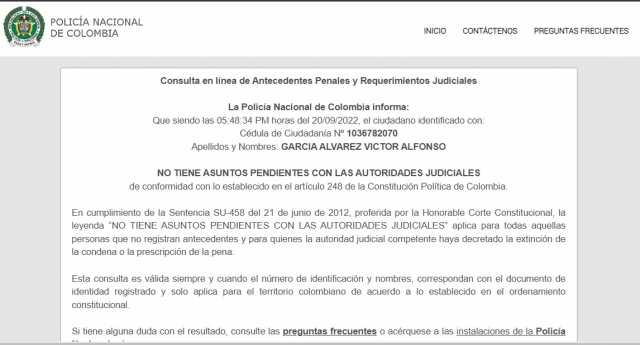 POLICÍA NACIONAL
DE COLOMBIA
INICIO CONTÁCTENOS PREGUNTAS FRECUENTES
Consulta en línea de Antecedentes Penales y Requerimientos Judiciales
La Policía Nacional de Colombia informa:
Que siendo las 05:48:34 PM horas del 20/09/2022, el ciudadano identificado con:
Cédula de Ciudadanía Nº 1036782070
Apellidos y Nombres: GARCIA ALVAREZ VICTOR ALFONSO
NO TIENE ASUNTOS PENDIENTES CON LAS AUTORIDADES JUDICIALES
de conformidad con lo establecido en el artículo 248 de la Constitución Política de Colombia.
En cumplimiento de la Sentencia SU-458 del 21 de junio de 2012, proferida por la Honorable Corte Constitucional, la
leyenda “NO TIENE ASUNTOS PENDIENTES CON LAS AUTORIDADES JUDICIALES” aplica para todas aquellas
personas que no registran antecedentes y para quienes la autoridad judicial competente haya decretado la extinción de
la condena o la prescripción de la pena.
Esta consulta es válida siempre y cuando el número de identificación y nombres, correspondan con el documento de
identidad registrado y solo aplica para el territorio colombiano de acuerdo a lo establecido en el ordenamiento
constitucional.
Si tiene alguna duda con el resultado, consulte las preguntas frecuentes o acérquese a las instalaciones de la Policía